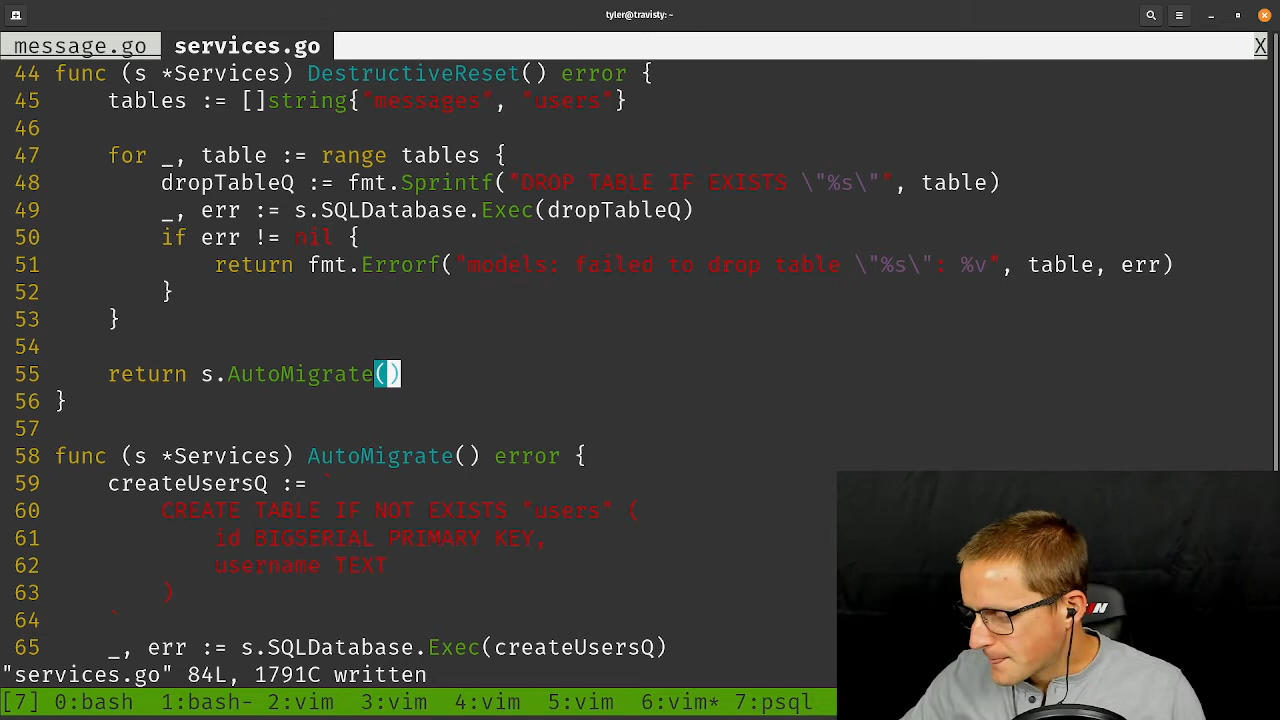 tyler@travisty: ~
message.go services.go X
44 func (s *Services) DestructiveReset() error {
45 tables := []string{"messages", "users"}
46
47 for _, table := range tables {
48 dropTableQ := fmt.Sprintf("DROP TABLE IF EXISTS \"%s\"", table)
49 _, err := s.SQLDatabase.Exec(dropTableQ)
50 if err != nil {
51 return fmt.Errorf("models: failed to drop table \"%s\": %v", table, err)
52 }
53 }
54
55 return s.AutoMigrate()
56 }
57
58 func (s *Services) AutoMigrate() error {
59 createUsersQ := `
60 CREATE TABLE IF NOT EXISTS "users" (
61 id BIGSERIAL PRIMARY KEY,
62 username TEXT
63 )
64 `
65 _, err := s.SQLDatabase.Exec(createUsersQ)
"services.go" 84L, 1791C written
[7] 0:bash 1:bash- 2:vim 3:vim 4:vim 5:vim 6:vim* 7:psql